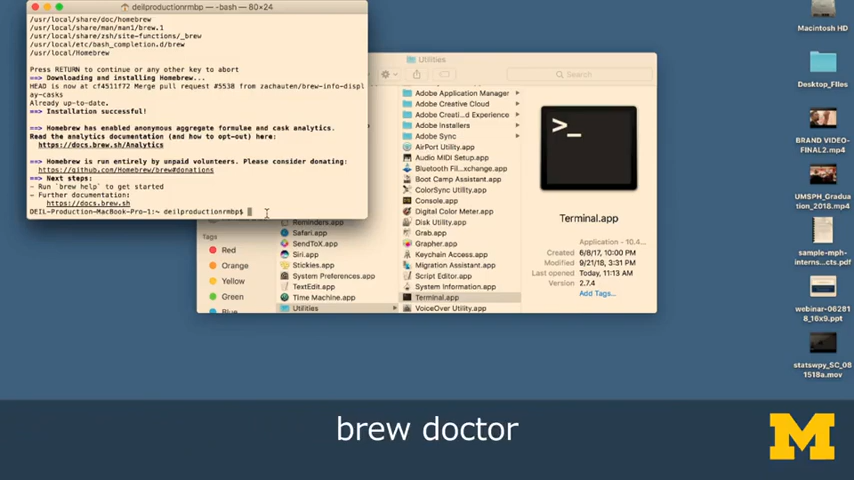 deilproductionrmbp — -bash — 80×24
/usr/local/share/doc/homebrew
/usr/local/share/man/man1/brew.1
/usr/local/share/zsh/site-functions/_brew
/usr/local/etc/bash_completion.d/brew
/usr/local/Homebrew
Press RETURN to continue or any other key to abort
==> Downloading and installing Homebrew...
HEAD is now at cf4511f72 Merge pull request #5538 from zachauten/brew-info-displ
ay-casks
Already up-to-date.
==> Installation successful!
==> Homebrew has enabled anonymous aggregate formulae and cask analytics.
Read the analytics documentation (and how to opt-out) here:
https://docs.brew.sh/Analytics
==> Homebrew is run entirely by unpaid volunteers. Please consider donating:
https://github.com/Homebrew/brew#donations
==> Next steps:
- Run `brew help` to get started
- Further documentation:
https://docs.brew.sh
DEIL-Production-MacBook-Pro-1:~ deilproductionrmbp$
Utilities
Search
Tags
Red
Orange
Yellow
Green
Blue
Reminders.app
Safari.app
SendToX.app
Siri.app
Stickies.app
System Preferences.app
TextEdit.app
Time Machine.app
Utilities
Adobe Application Manager
Adobe Creative Cloud
Adobe Creati...d Experience
Adobe Installers
Adobe Sync
AirPort Utility.app
Audio MIDI Setup.app
Bluetoot...hange.app
Boot Camp Assistant.app
ColorSync Utility.app
Console.app
Digital Color Meter.app
Disk Utility.app
Grab.app
Grapher.app
Keychain Access.app
Migration Assistant.app
Script Editor.app
System Information.app
Terminal.app
VoiceOver Utility.app
>_
Terminal.app
Application - 10.4...
Created 6/8/17, 10:00 PM
Modified 9/21/18, 3:31 PM
Last opened Today, 11:13 AM
Version 2.7.4
Add Tags...
Macintosh HD
Desktop_Files
BRAND VIDEO-
FINAL2.mp4
UMSPH_Gradua
tion_2018.mp4
sample-mph-
interns...cts.pdf
webinar-06281
8_16x9.ppt
statswpy_SC_08
1518a.mov
brew doctor
M